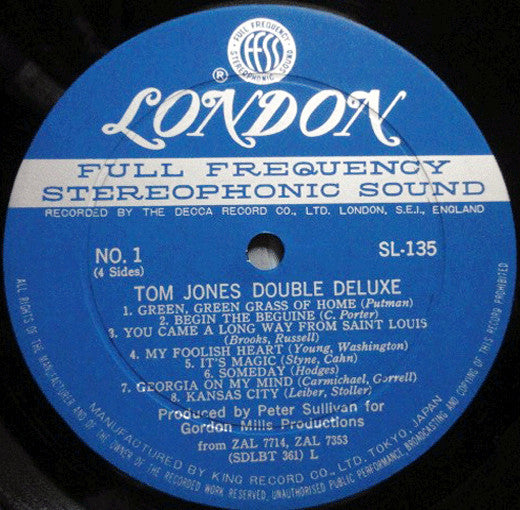 FULL FREQUENCY
ffss
STEREOPHONIC SOUND
®
LONDON
FULL FREQUENCY
STEREOPHONIC SOUND
RECORDED BY THE DECCA RECORD CO., LTD. LONDON, S.E.I., ENGLAND
NO. 1
(4 Sides)
SL-135
TOM JONES DOUBLE DELUXE
1. GREEN, GREEN GRASS OF HOME (Putman)
2. BEGIN THE BEGUINE (C. Porter)
3. YOU CAME A LONG WAY FROM SAINT LOUIS
(Brooks, Russell)
4. MY FOOLISH HEART (Young, Washington)
5. IT'S MAGIC (Styne, Cahn)
6. SOMEDAY (Hodges)
7. GEORGIA ON MY MIND (Carmichael, Gorrell)
8. KANSAS CITY (Leiber, Stoller)
Produced by Peter Sullivan for
Gordon Mills Productions
from ZAL 7714, ZAL 7353
(SDLBT 361) L
MANUFACTURED BY KING RECORD CO., LTD. TOKYO, JAPAN
ALL RIGHTS OF THE MANUFACTURER AND OF THE OWNER OF THE RECORDED WORK RESERVED, UNAUTHORISED PUBLIC PERFORMANCE, BROADCASTING AND COPYING OF THIS RECORD PROHIBITED